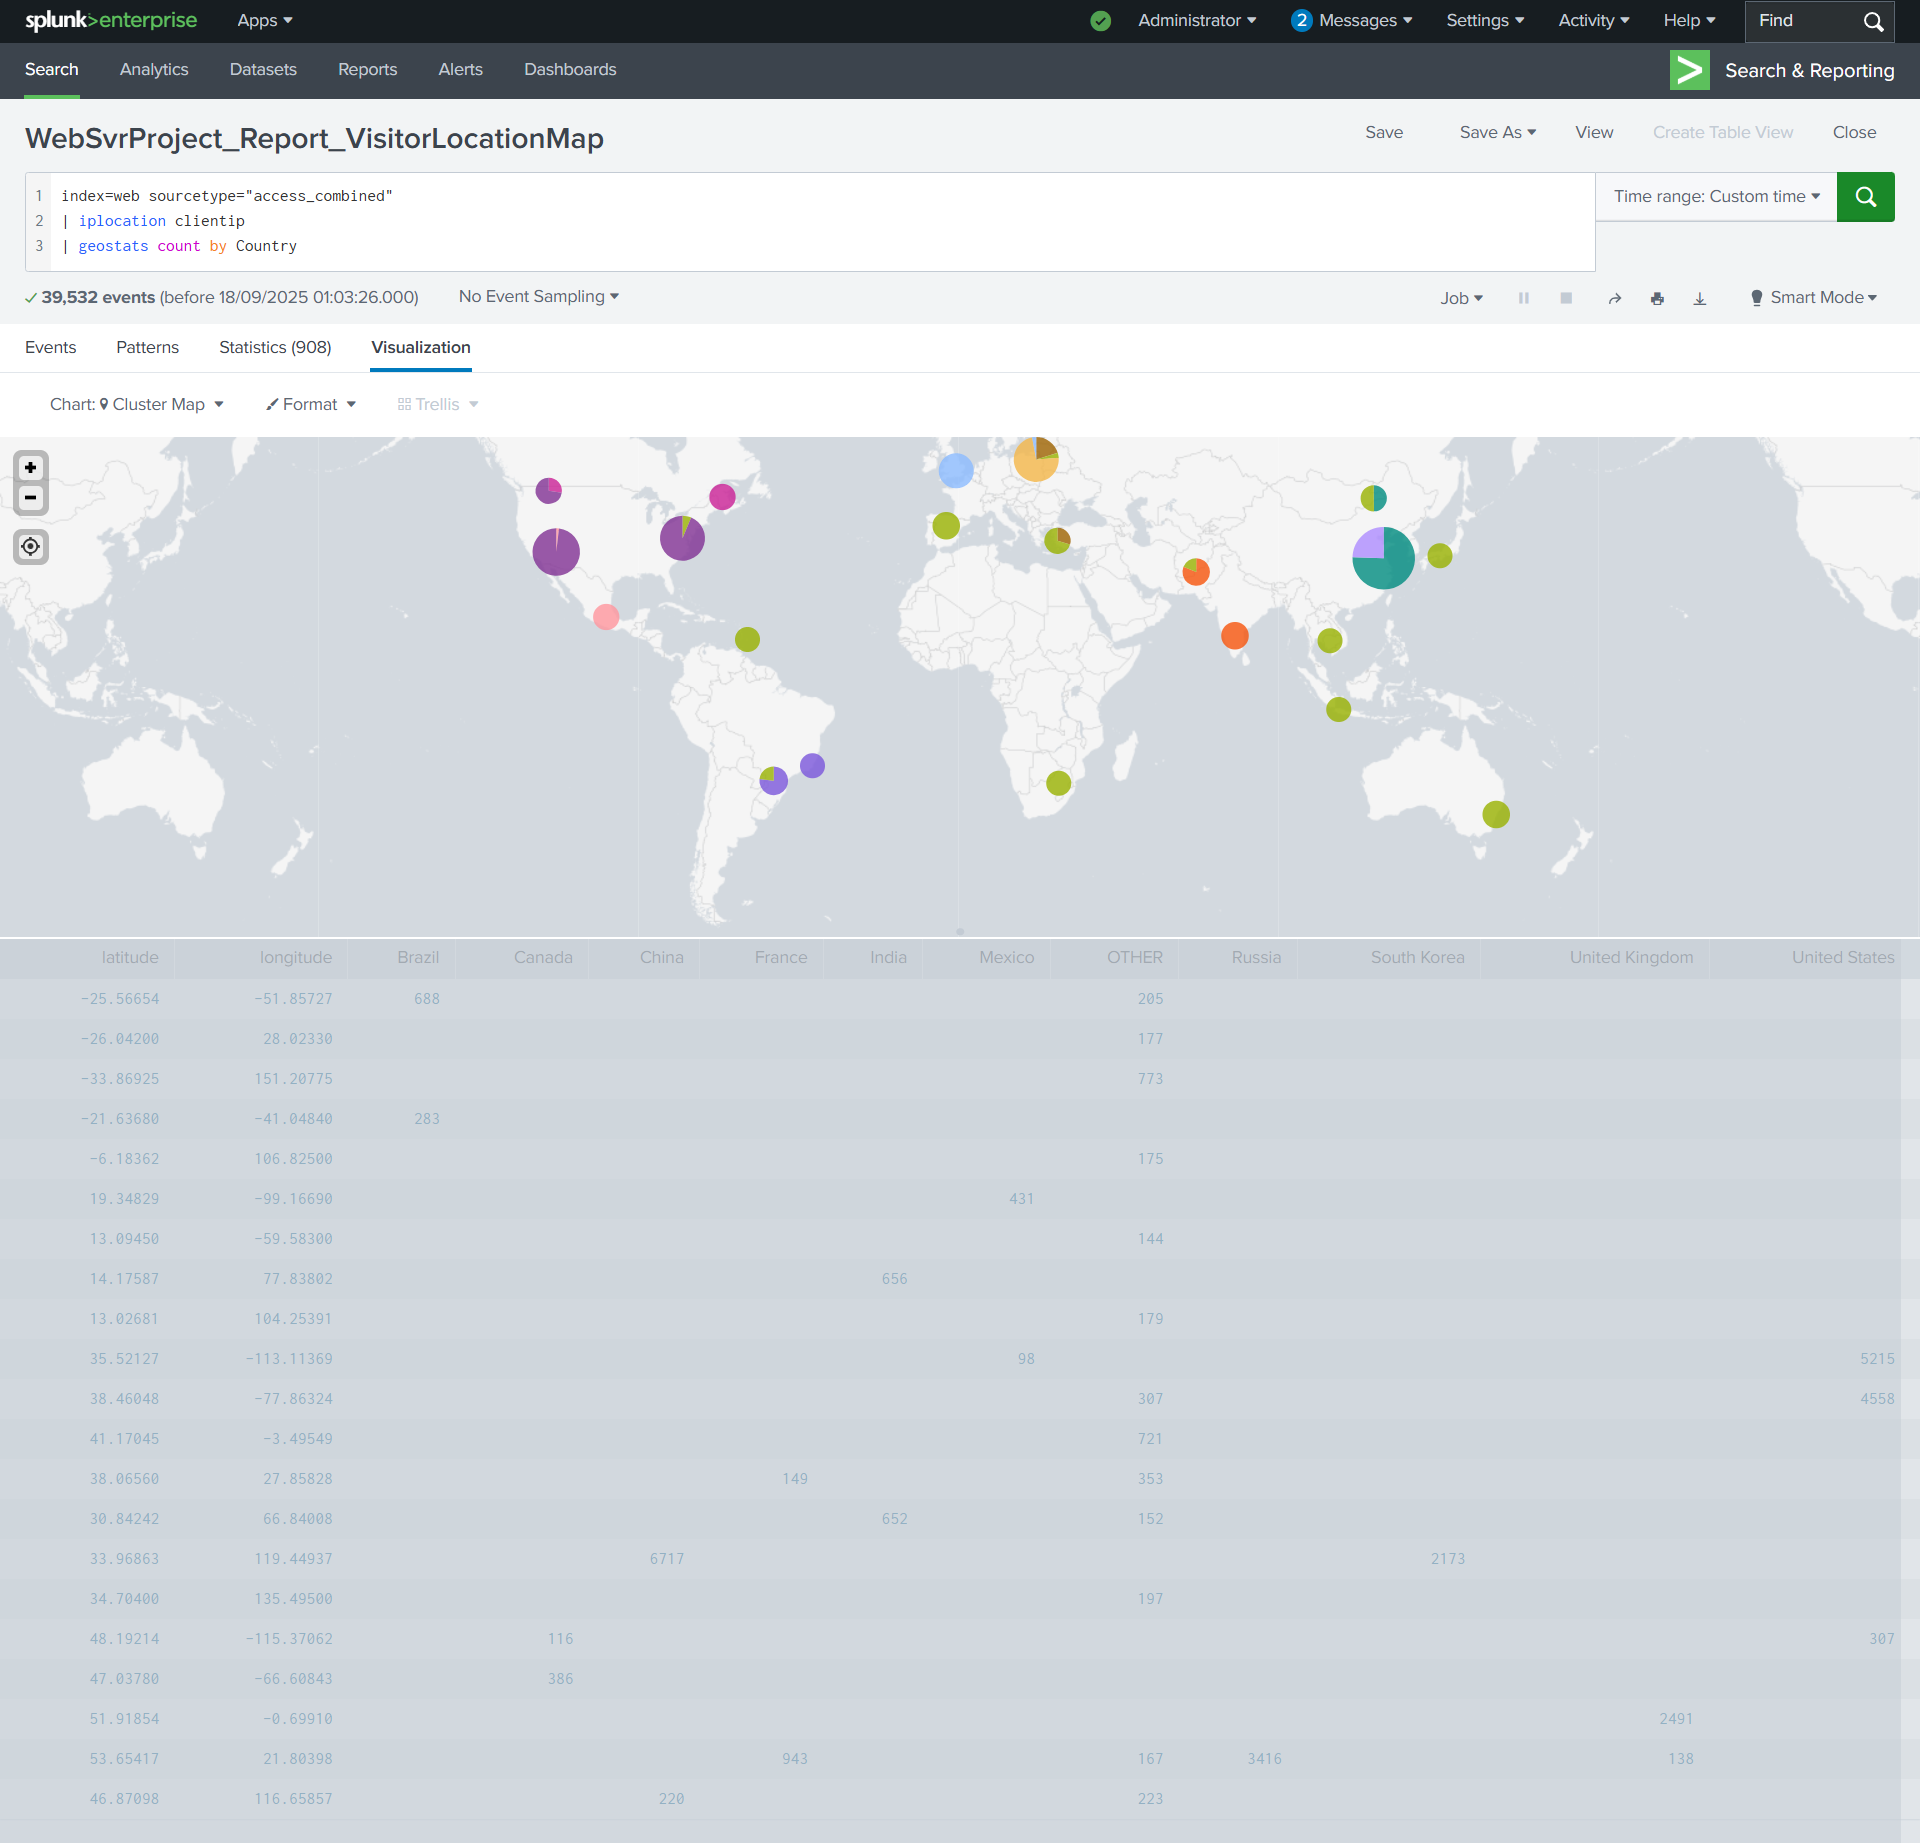 splunk>enterprise Apps Administrator 2 Messages Settings Activity Help Find
Search Analytics Datasets Reports Alerts Dashboards > Search & Reporting
WebSvrProject_Report_VisitorLocationMap Save Save As View Create Table View Close
1 index=web sourcetype="access_combined" Time range: Custom time
2 | iplocation clientip
3 | geostats count by Country
39,532 events (before 18/09/2025 01:03:26.000) No Event Sampling Job Smart Mode
Events Patterns Statistics (908) Visualization
Chart: Cluster Map Format Trellis
+
-
latitude longitude Brazil Canada China France India Mexico OTHER Russia South Korea United Kingdom United States
-25.56654 -51.85727 688 205
-26.04200 28.02330 177
-33.86925 151.20775 773
-21.63680 -41.04840 283
-6.18362 106.82500 175
19.34829 -99.16690 431
13.09450 -59.58300 144
14.17587 77.83802 656
13.02681 104.25391 179
35.52127 -113.11369 98 5215
38.46048 -77.86324 307 4558
41.17045 -3.49549 721
38.06560 27.85828 149 353
30.84242 66.84008 652 152
33.96863 119.44937 6717 2173
34.70400 135.49500 197
48.19214 -115.37062 116 307
47.03780 -66.60843 386
51.91854 -0.69910 2491
53.65417 21.80398 943 167 3416 138
46.87098 116.65857 220 223